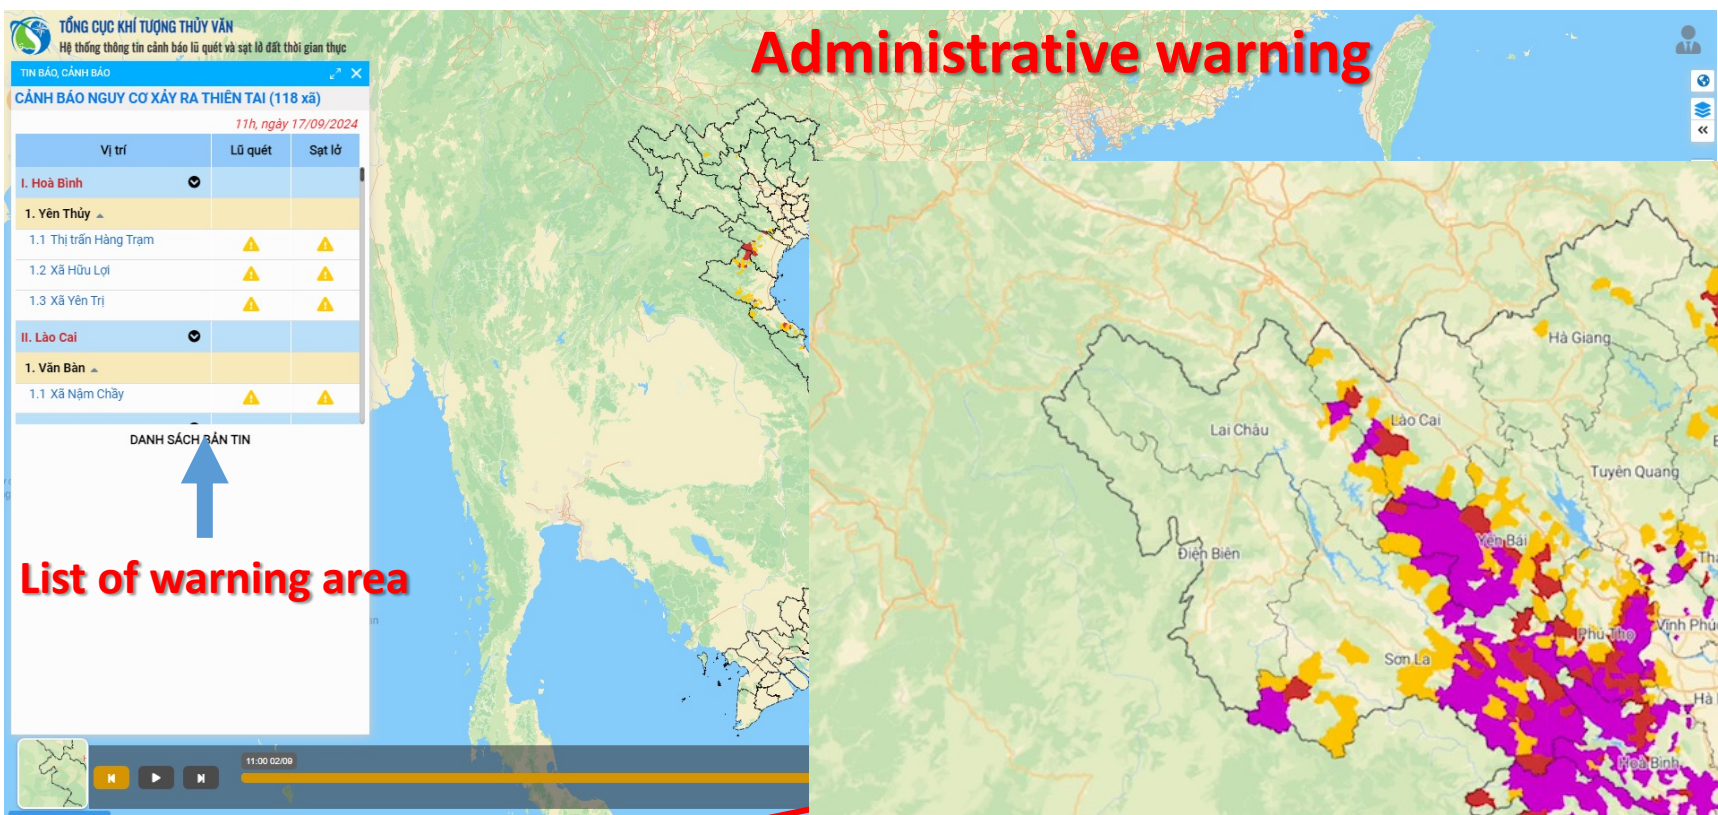 TỔNG CỤC KHÍ TƯỢNG THỦY VĂN
Hệ thống thông tin cảnh báo lũ quét và sạt lở đất thời gian thực
Administrative warning
TIN BÁO, CẢNH BÁO
CẢNH BÁO NGUY CƠ XẢY RA THIÊN TAI (118 xã)
11h, ngày 17/09/2024
Vị trí Lũ quét Sạt lở
I. Hoà Bình
1. Yên Thủy
1.1 Thị trấn Hàng Trạm
1.2 Xã Hữu Lợi
1.3 Xã Yên Trị
II. Lào Cai
1. Văn Bàn
1.1 Xã Nậm Chầy
DANH SÁCH BẢN TIN
List of warning area
11:00 02/09
Hà Giang
Lào Cai
Lai Châu
Tuyên Quang
Điện Biên
Yên Bái
Phú Thọ
Vĩnh Phú
Sơn La
Hoà Bình